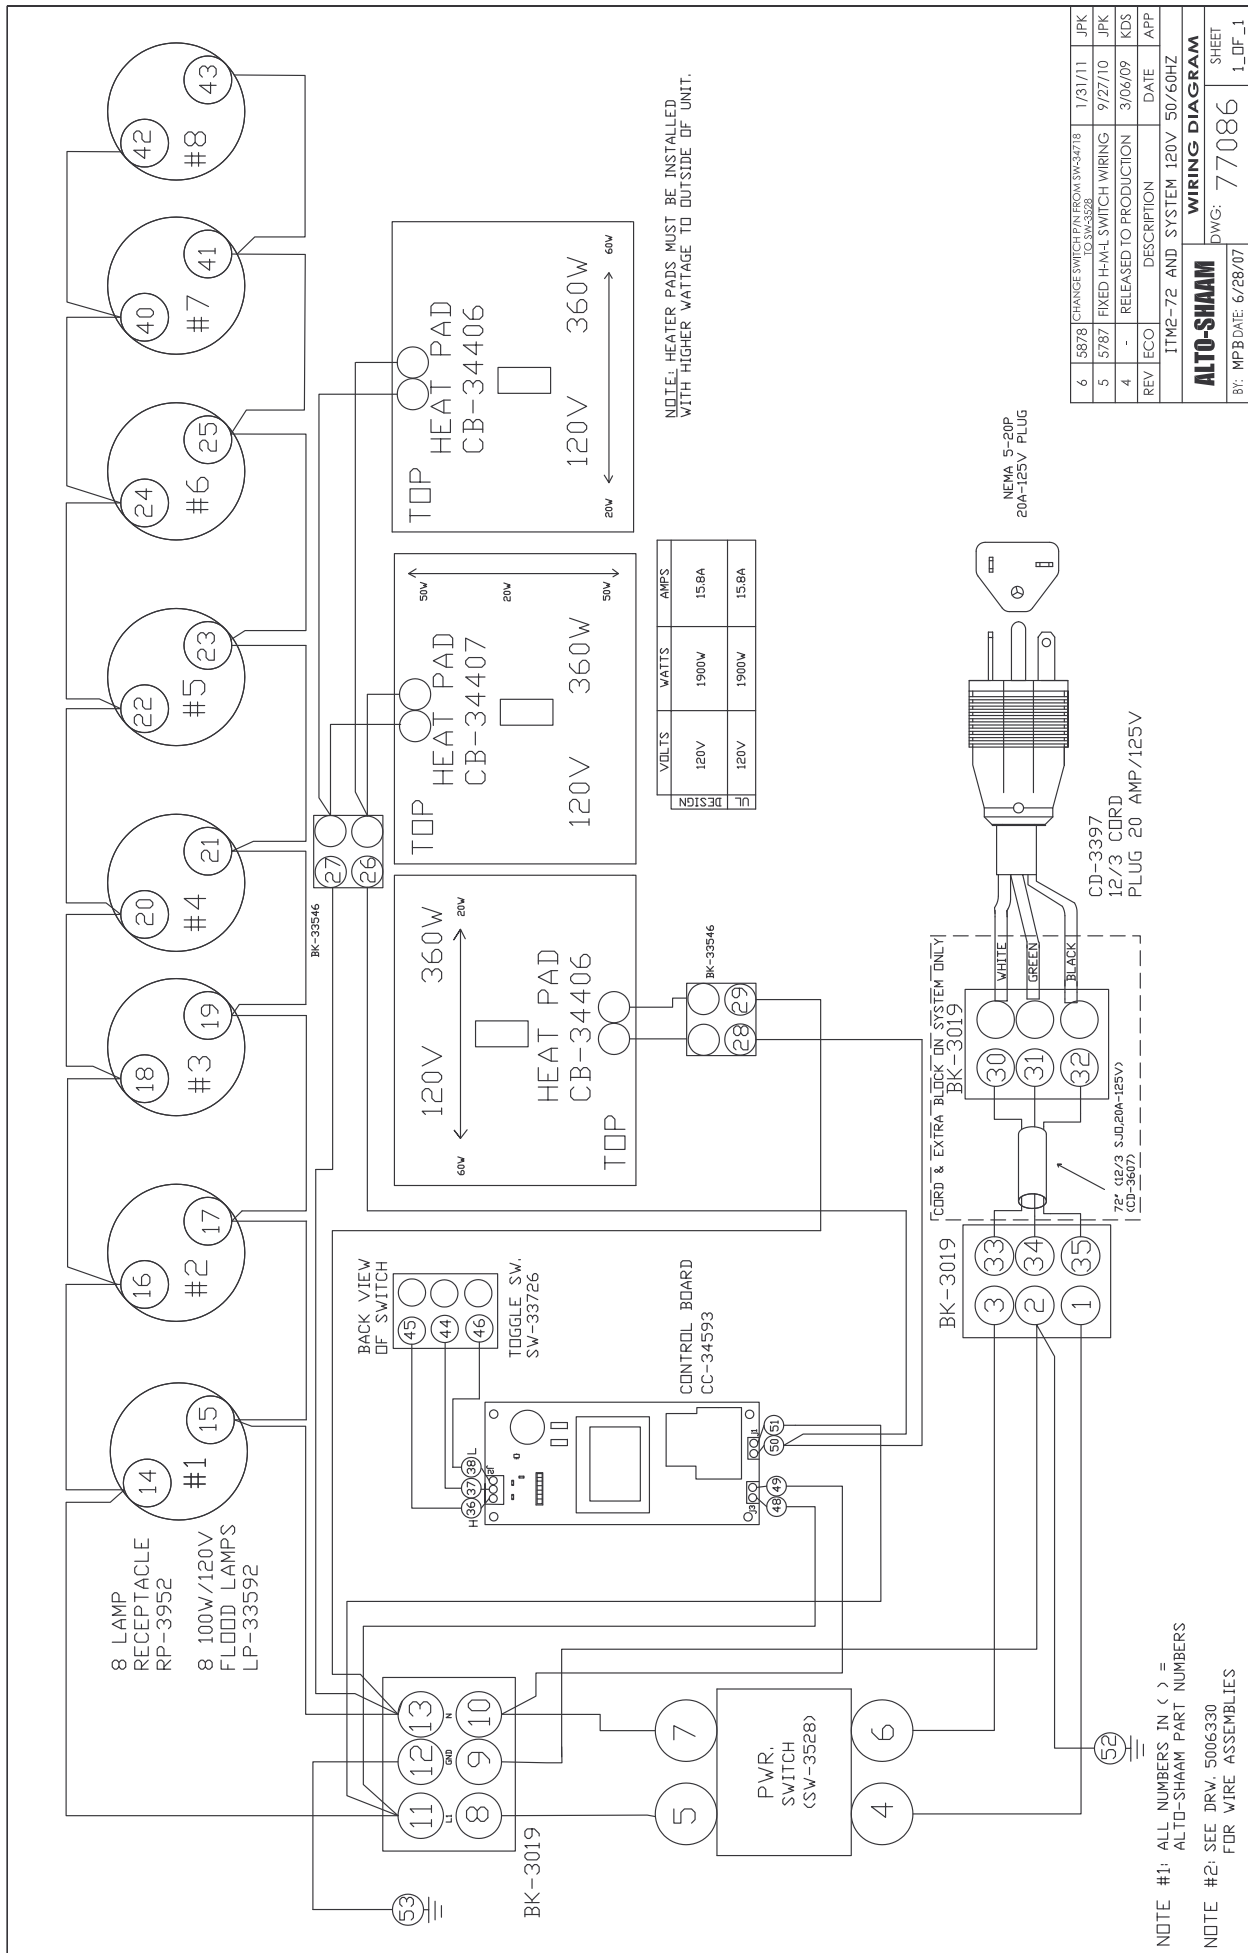 43
42
#8
41
40
#7
25
24
#6
23
22
#5
21
20
#4
19
18
#3
17
16
#2
15
14
#1
8 LAMP
RECEPTACLE
RP-3952
8 100W/120V
FLOOD LAMPS
LP-33592
TOP
HEAT PAD
CB-34406
120V 360W
20W
60W
TOP
HEAT PAD
CB-34407
120V 360W
50W
20W
50W
BK-33546
27
26
120V 360W
60W
20W
HEAT PAD
CB-34406
TOP
BK-33546
29
28
NOTE: HEATER PADS MUST BE INSTALLED
WITH HIGHER WATTAGE TO OUTSIDE OF UNIT.
VOLTS WATTS AMPS
DESIGN 120V 1900W 15.8A
UL 120V 1900W 15.8A
BACK VIEW
OF SWITCH
45
44
46
TOGGLE SW.
SW-33726
CONTROL BOARD
CC-34593
H
36
37
38
L
J2
J1
J3
48
49
50
51
13
N
12
GND
11
L1
10
9
8
BK-3019
53
7
5
PWR.
SWITCH
(SW-3528)
6
4
52
BK-3019
3
2
1
33
34
35
CORD & EXTRA BLOCK ON SYSTEM ONLY
BK-3019
30
31
32
72" (12/3 SJO,20A-125V)
(CD-3607)
WHITE
GREEN
BLACK
CD-3397
12/3 CORD
PLUG 20 AMP/125V
NEMA 5-20P
20A-125V PLUG
NOTE #1: ALL NUMBERS IN ( ) =
ALTO-SHAAM PART NUMBERS
NOTE #2: SEE DRW. 5006330
FOR WIRE ASSEMBLIES
6 5878 CHANGE SWITCH P/N FROM SW-34718 TO SW-3528 1/31/11 JPK
5 5787 FIXED H-M-L SWITCH WIRING 9/27/10 JPK
4 - RELEASED TO PRODUCTION 3/06/09 KDS
REV ECO DESCRIPTION DATE APP
ITM2-72 AND SYSTEM 120V 50/60HZ
ALTO-SHAAM
WIRING DIAGRAM
BY: MPB DATE: 6/28/07
DWG: 77086
SHEET
1_OF_1